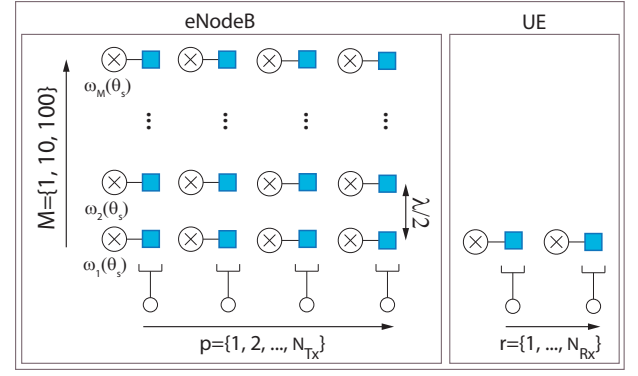 eNodeB
UE
M={1, 10, 100}
ω_M(θ_s)
ω_2(θ_s)
ω_1(θ_s)
λ/2
p={1, 2, ..., N_Tx}
r={1, ..., N_Rx}